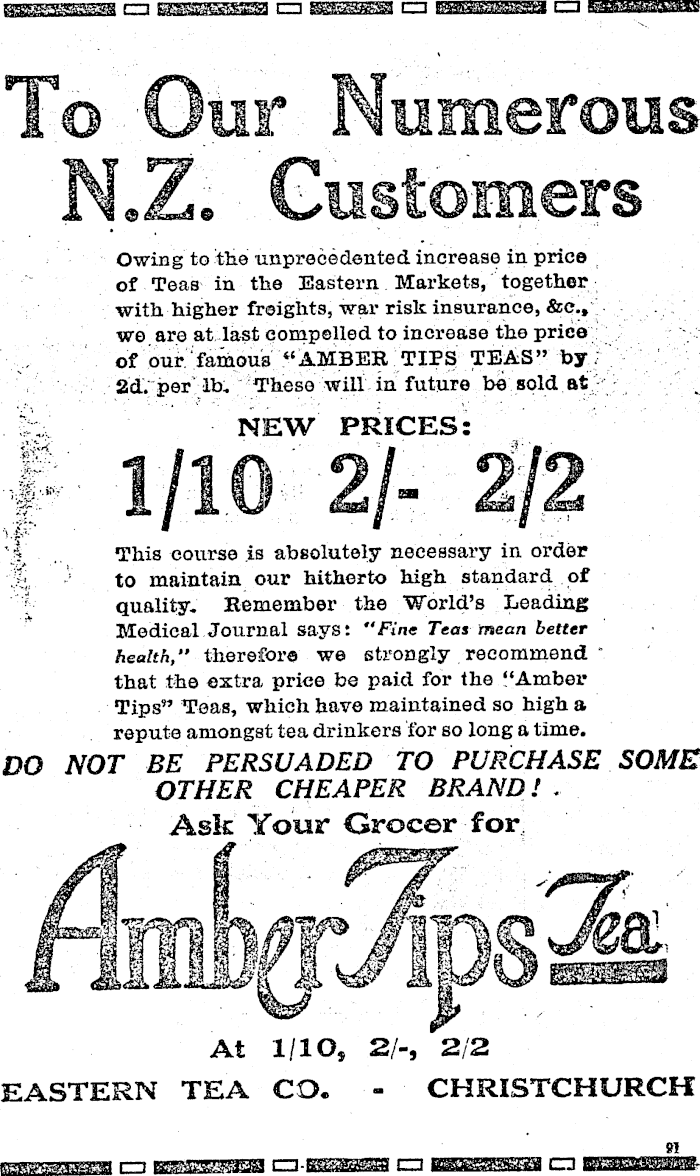 To Our Numerous
N.Z. Customers
Owing to the unprecedented increase in price
of Teas in the Eastern Markets, together
with higher freights, war risk insurance, &c.,
we are at last compelled to increase the price
of our famous “AMBER TIPS TEAS” by
2d. per lb. These will in future be sold at
NEW PRICES:
1/10 2/- 2/2
This course is absolutely necessary in order
to maintain our hitherto high standard of
quality. Remember the World's Leading
Medical Journal says: “Fine Teas mean better
health,” therefore we strongly recommend
that the extra price be paid for the “Amber
Tips” Teas, which have maintained so high a
repute amongst tea drinkers for so long a time.
DO NOT BE PERSUADED TO PURCHASE SOME
OTHER CHEAPER BRAND!
Ask Your Grocer for
Amber Tips Tea
At 1/10, 2/-, 2/2
EASTERN TEA CO. - CHRISTCHURCH
91